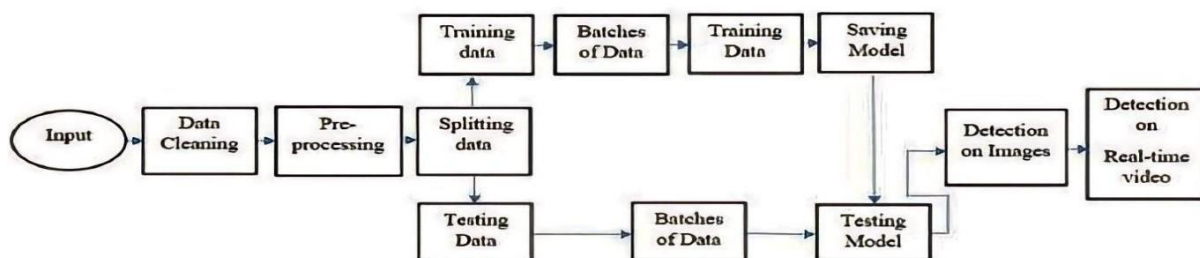 Training
data
Batches
of Data
Training
Data
Saving
Model
Input
Data
Cleaning
Pre-
processing
Splitting
data
Detection
on Images
Detection
on
Real-time
video
Testing
Data
Batches
of Data
Testing
Model